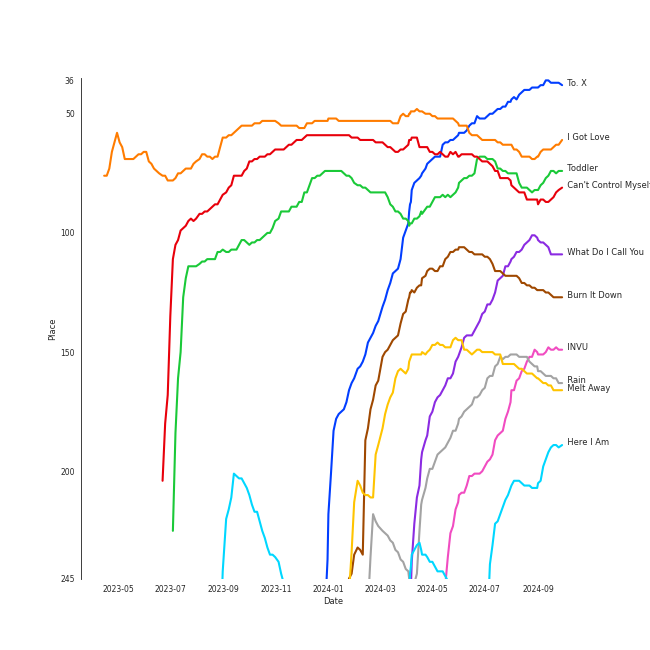 36
50
100
150
200
245
Place
2023-05
2023-07
2023-09
2023-11
2024-01
2024-03
2024-05
2024-07
2024-09
Date
To. X
I Got Love
Toddler
Can't Control Mysel
What Do I Call You
Burn It Down
INVU
Rain
Melt Away
Here I Am